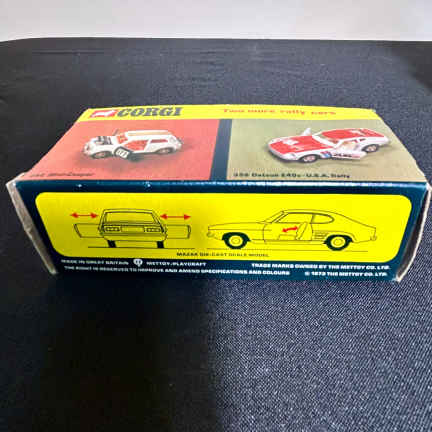 CORGI
Two more rally cars
Mini-Cooper
394 Datsun 240z - U.S.A. Rally
MAZAK DIE-CAST SCALE MODEL
MADE IN GREAT BRITAIN METTOY-PLAYCRAFT
TRADE MARKS OWNED BY THE METTOY CO. LTD.
THE RIGHT IS RESERVED TO IMPROVE AND AMEND SPECIFICATIONS AND COLOURS
© 1973 THE METTOY CO. LTD.